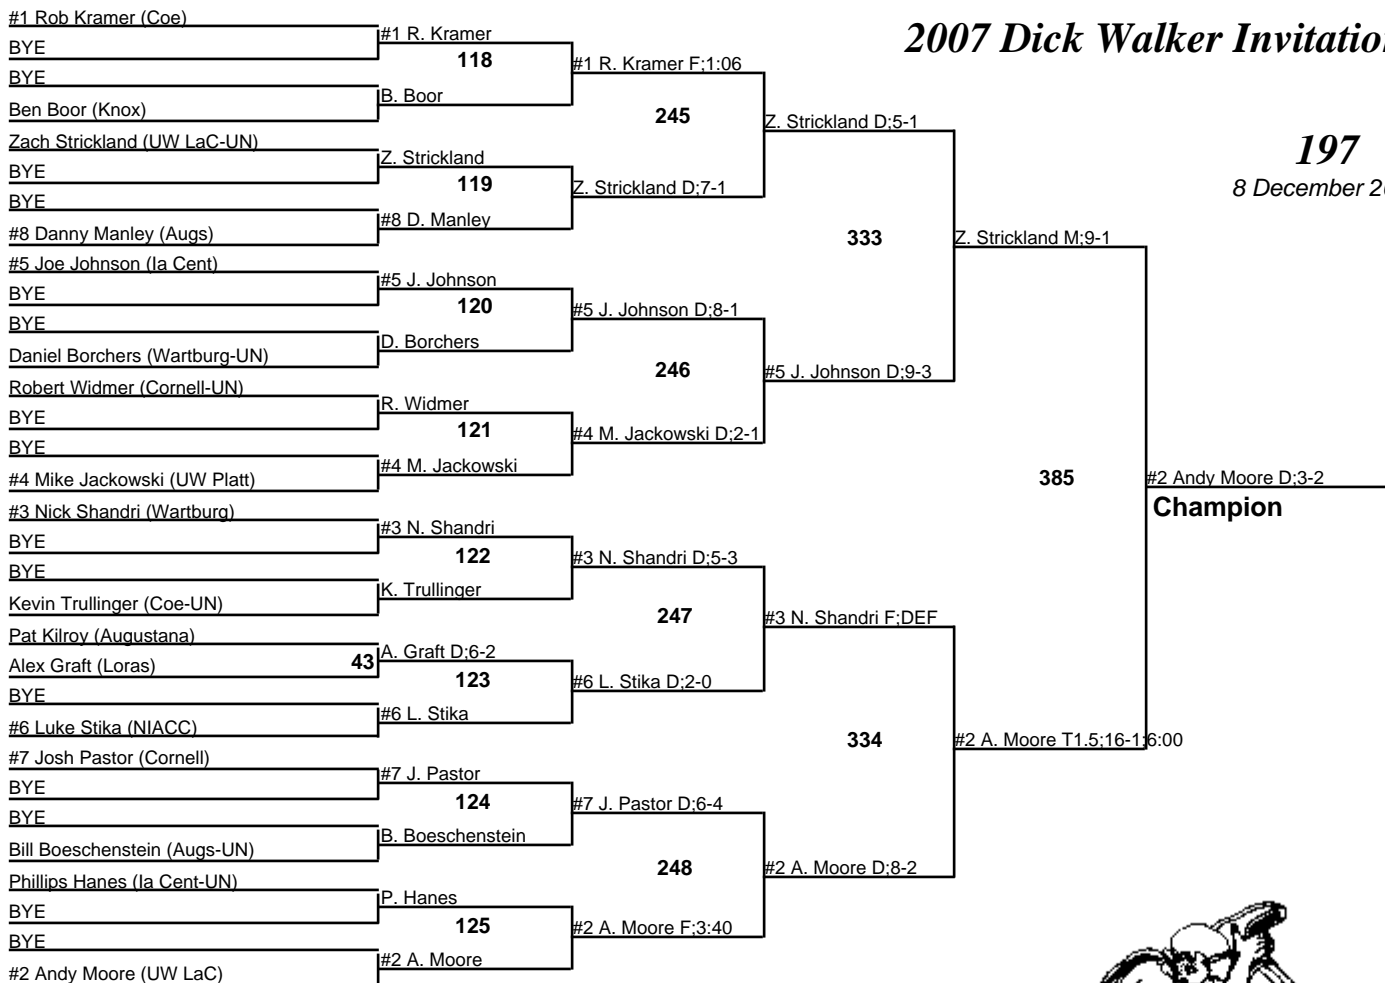 2007 Dick Walker Invitation
197
8 December 20
#1 Rob Kramer (Coe)
BYE
BYE
Ben Boor (Knox)
Zach Strickland (UW LaC-UN)
BYE
BYE
#8 Danny Manley (Augs)
#5 Joe Johnson (Ia Cent)
BYE
BYE
Daniel Borchers (Wartburg-UN)
Robert Widmer (Cornell-UN)
BYE
BYE
#4 Mike Jackowski (UW Platt)
#3 Nick Shandri (Wartburg)
BYE
BYE
Kevin Trullinger (Coe-UN)
Pat Kilroy (Augustana)
Alex Graft (Loras)
BYE
#6 Luke Stika (NIACC)
#7 Josh Pastor (Cornell)
BYE
BYE
Bill Boeschenstein (Augs-UN)
Phillips Hanes (Ia Cent-UN)
BYE
BYE
#2 Andy Moore (UW LaC)
43
#1 R. Kramer
118
B. Boor
Z. Strickland
119
#8 D. Manley
#5 J. Johnson
120
D. Borchers
R. Widmer
121
#4 M. Jackowski
#3 N. Shandri
122
K. Trullinger
A. Graft D;6-2
123
#6 L. Stika
#7 J. Pastor
124
B. Boeschenstein
P. Hanes
125
#2 A. Moore
#1 R. Kramer F;1:06
245
Z. Strickland D;7-1
#5 J. Johnson D;8-1
246
#4 M. Jackowski D;2-1
#3 N. Shandri D;5-3
247
#6 L. Stika D;2-0
#7 J. Pastor D;6-4
248
#2 A. Moore F;3:40
Z. Strickland D;5-1
333
#5 J. Johnson D;9-3
#3 N. Shandri F;DEF
334
#2 A. Moore D;8-2
Z. Strickland M;9-1
385
#2 A. Moore T1.5;16-1;6:00
#2 Andy Moore D;3-2
Champion